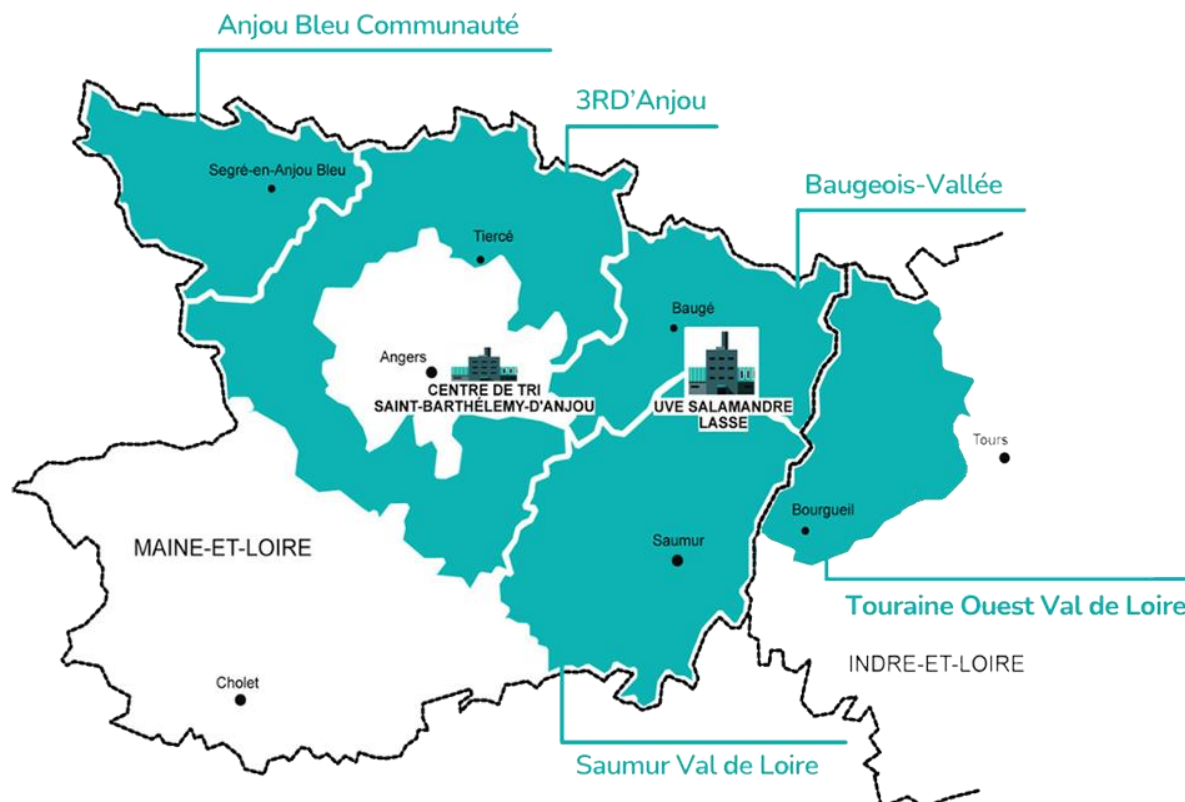 Anjou Bleu Communauté
3RD'Anjou
Baugeois-Vallée
Segré-en-Anjou Bleu
Tiercé
Baugé
Angers
CENTRE DE TRI
SAINT-BARTHÉLEMY-D'ANJOU
UVE SALAMANDRE
LASSE
Tours
Bourgueil
MAINE-ET-LOIRE
Saumur
Touraine Ouest Val de Loire
INDRE-ET-LOIRE
Cholet
Saumur Val de Loire